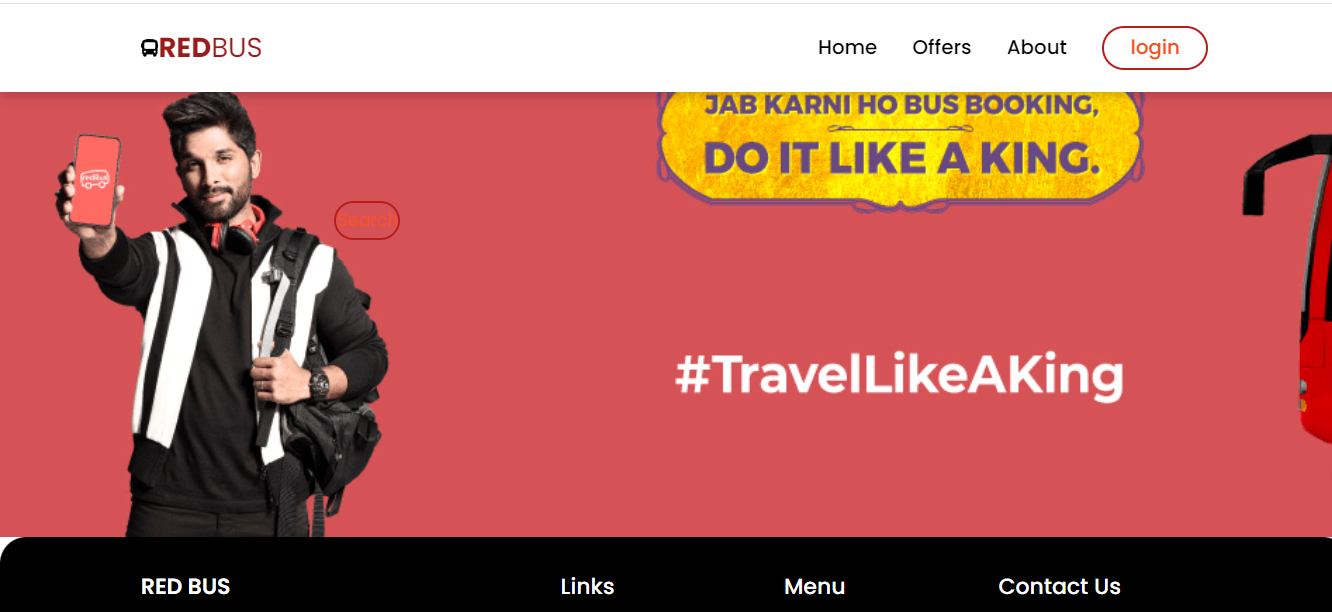 REDBUS
Home Offers About login
JAB KARNI HO BUS BOOKING,
DO IT LIKE A KING.
redBus
Search
#TravelLikeAKing
RED BUS Links Menu Contact Us